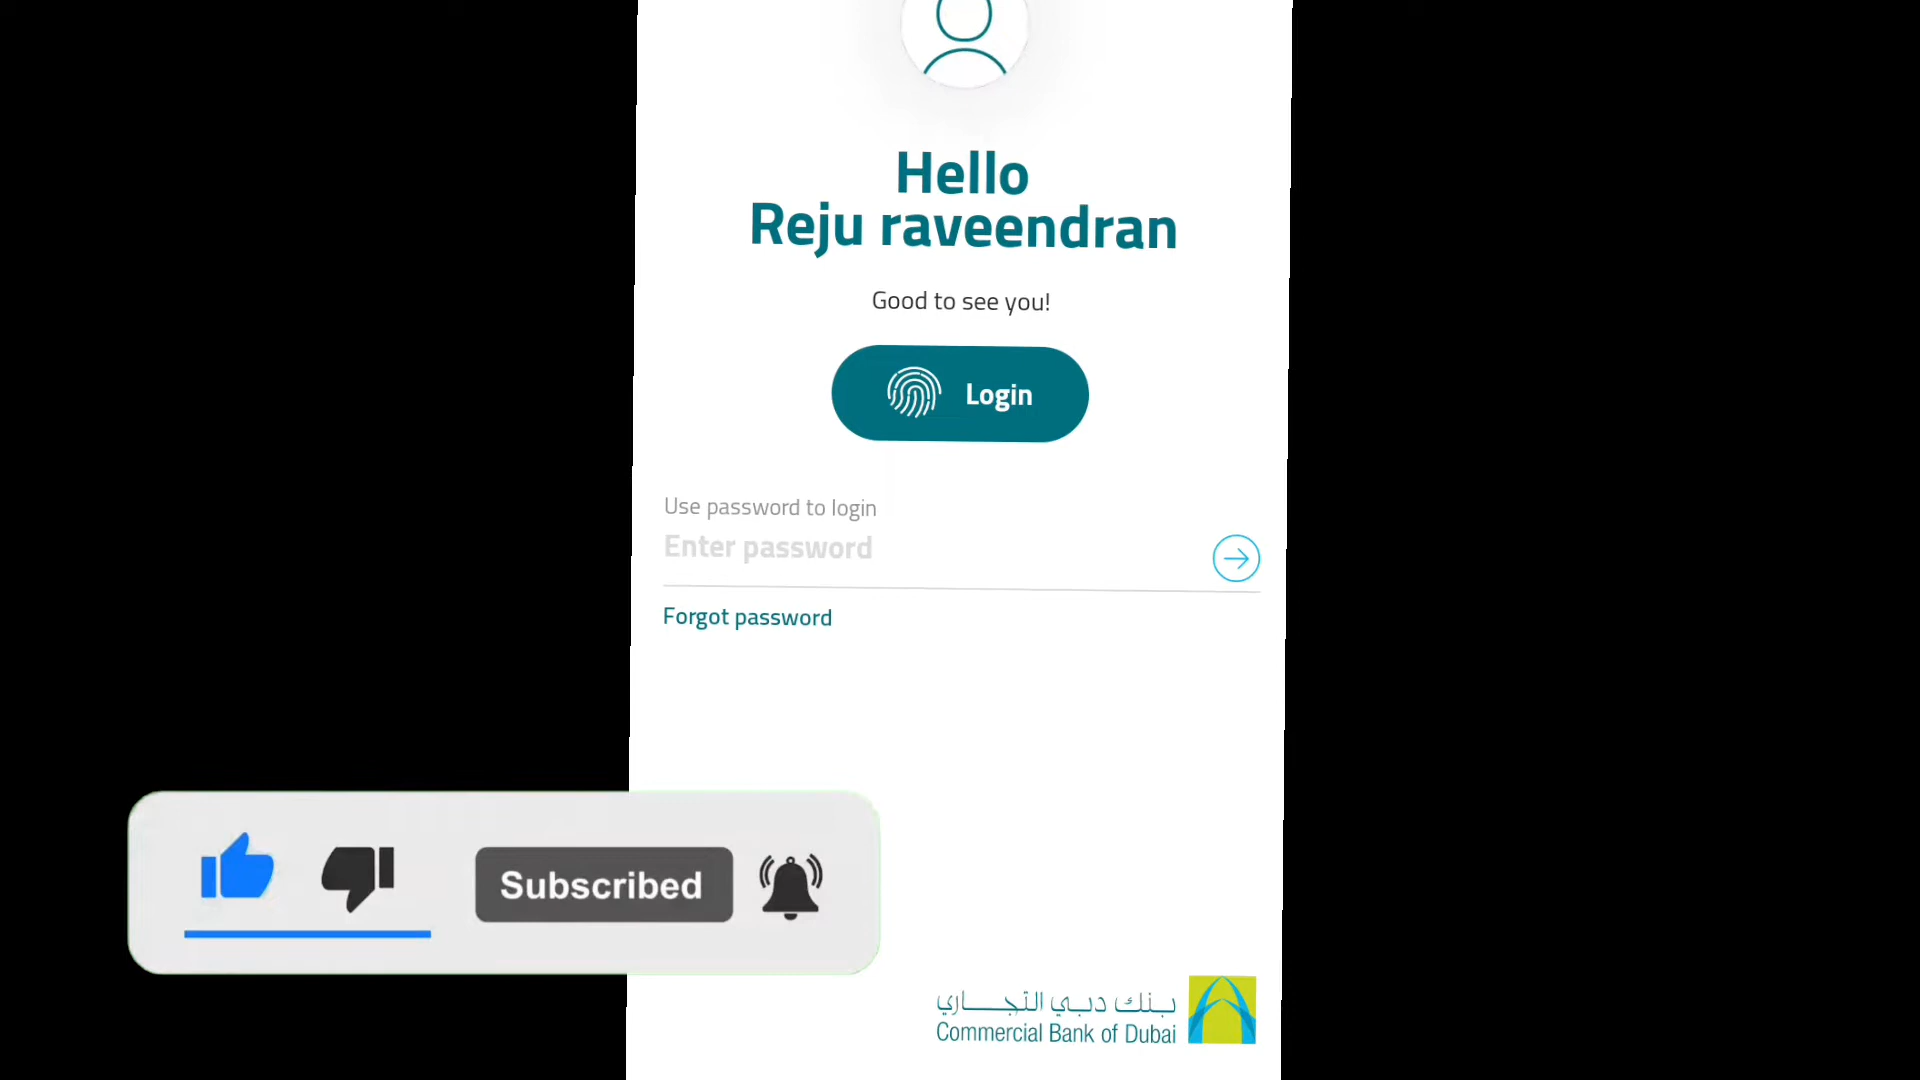 Hello
Reju raveendran
Good to see you!
Login
Use password to login
Enter password
Forgot password
Subscribed
بنك دبي التجاري
Commercial Bank of Dubai